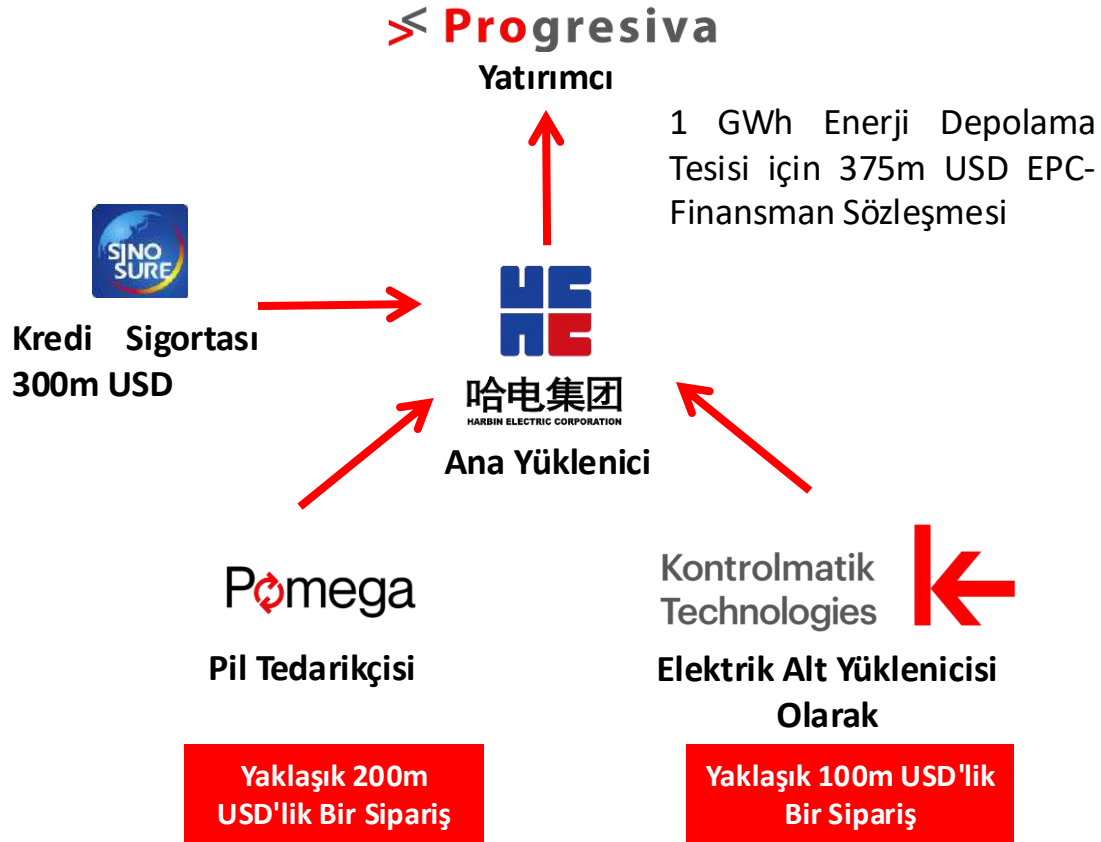 Progresiva
Yatırımcı
1 GWh Enerji Depolama
Tesisi için 375m USD EPC-
Finansman Sözleşmesi
SINO
SURE
Kredi Sigortası
300m USD
哈电集团
HARBIN ELECTRIC CORPORATION
Ana Yüklenici
Pomega
Pil Tedarikçisi
Yaklaşık 200m
USD'lik Bir Sipariş
Kontrolmatik
Technologies
Elektrik Alt Yüklenicisi
Olarak
Yaklaşık 100m USD'lik
Bir Sipariş